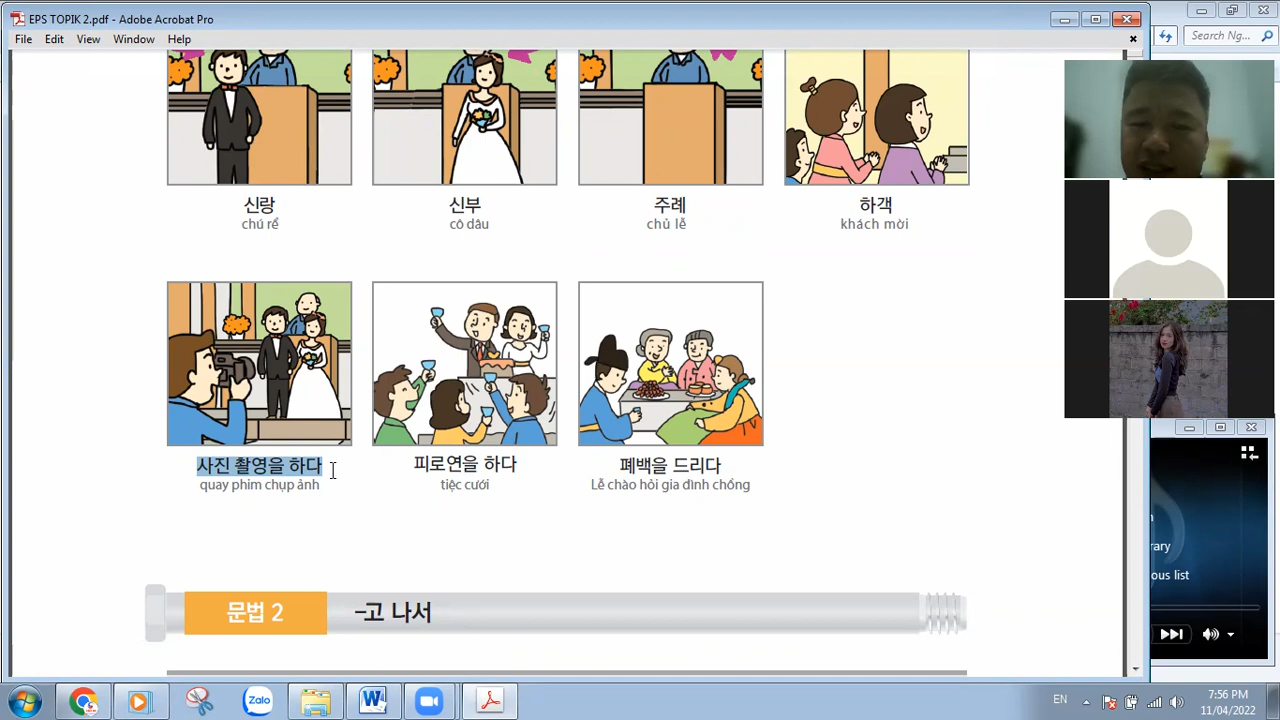 EPS TOPIK 2.pdf - Adobe Acrobat Pro
File Edit View Window Help
Search Ng...
신랑 신부 주례 하객
chú rể cô dâu chủ lễ khách mời
사진 촬영을 하다 피로연을 하다 폐백을 드리다
quay phim chụp ảnh tiệc cưới Lễ chào hỏi gia đình chồng
문법 2 –고 나서
Zalo
EN
7:56 PM
11/04/2022